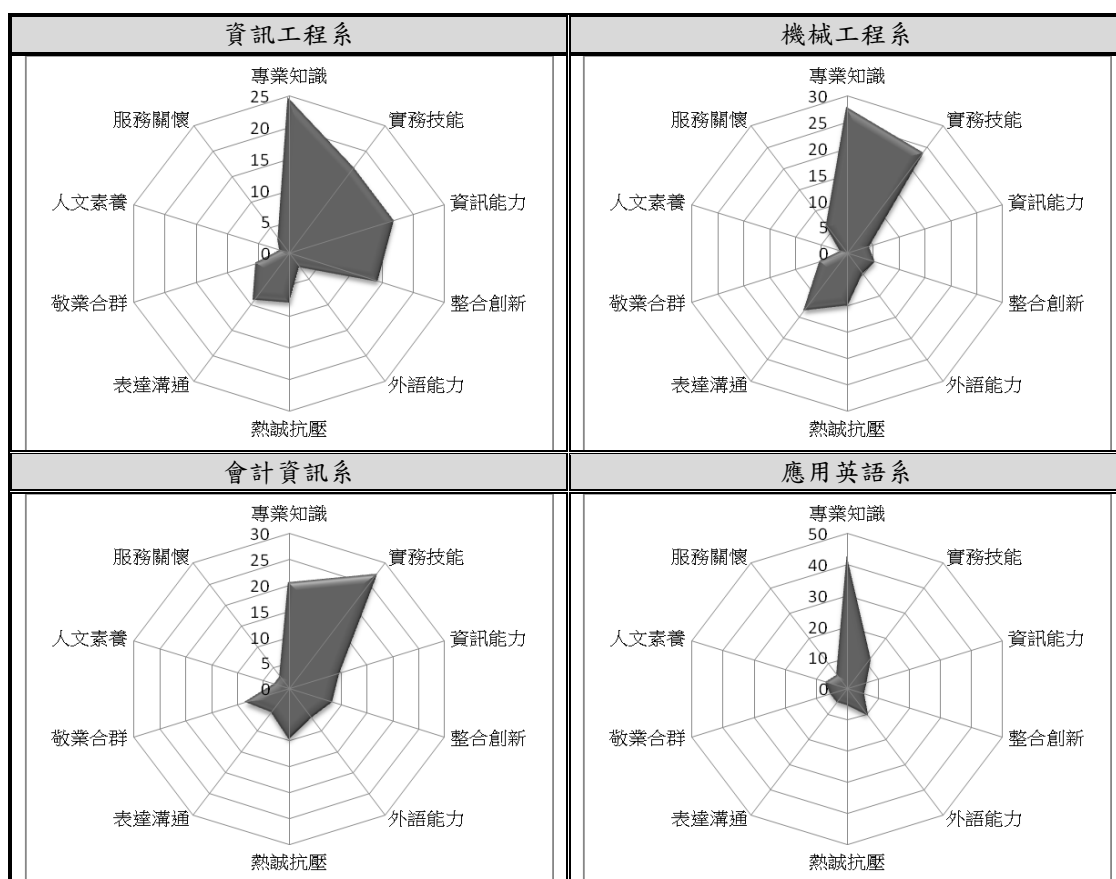 資訊工程系
機械工程系
專業知識
25
20
15
10
5
0
實務技能
資訊能力
整合創新
外語能力
熱誠抗壓
表達溝通
敬業合群
人文素養
服務關懷
專業知識
30
25
20
15
10
5
0
實務技能
資訊能力
整合創新
外語能力
熱誠抗壓
表達溝通
敬業合群
人文素養
服務關懷
會計資訊系
應用英語系
專業知識
30
25
20
15
10
5
0
實務技能
資訊能力
整合創新
外語能力
熱誠抗壓
表達溝通
敬業合群
人文素養
服務關懷
專業知識
50
40
30
20
10
0
實務技能
資訊能力
整合創新
外語能力
熱誠抗壓
表達溝通
敬業合群
人文素養
服務關懷